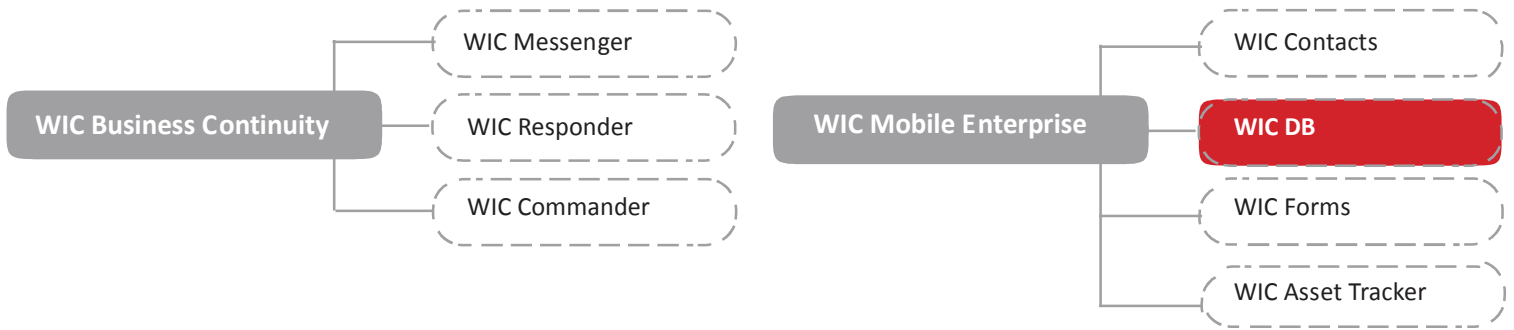 WIC Business Continuity
WIC Messenger
WIC Responder
WIC Commander
WIC Mobile Enterprise
WIC Contacts
WIC DB
WIC Forms
WIC Asset Tracker